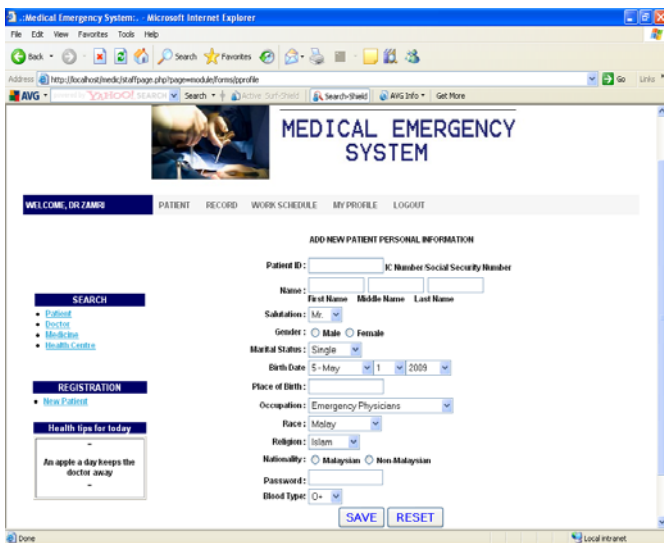 .:Medical Emergency System:. - Microsoft Internet Explorer
File Edit View Favorites Tools Help
Back Search Favorites
Address http://localhost/medic/staffpage.php?page=module/forms/pprofile Go Links
AVG YAHOO! SEARCH Search Active Surf-Shield Search-Shield AVG Info Get More
MEDICAL EMERGENCY
SYSTEM
WELCOME, DR ZAMRI PATIENT RECORD WORK SCHEDULE MY PROFILE LOGOUT
ADD NEW PATIENT PERSONAL INFORMATION
Patient ID : IC Number/Social Security Number
Name :
First Name Middle Name Last Name
Salutation : Mr.
Gender : Male Female
Marital Status : Single
Birth Date 5 - May 1 2009
Place of Birth :
Occupation : Emergency Physicians
Race : Malay
Religion : Islam
Nationality : Malaysian Non-Malaysian
Password :
Blood Type: O+
SAVE RESET
SEARCH
Patient
Doctor
Medicine
Health Centre
REGISTRATION
New Patient
Health tips for today
An apple a day keeps the
doctor away
Done Local intranet